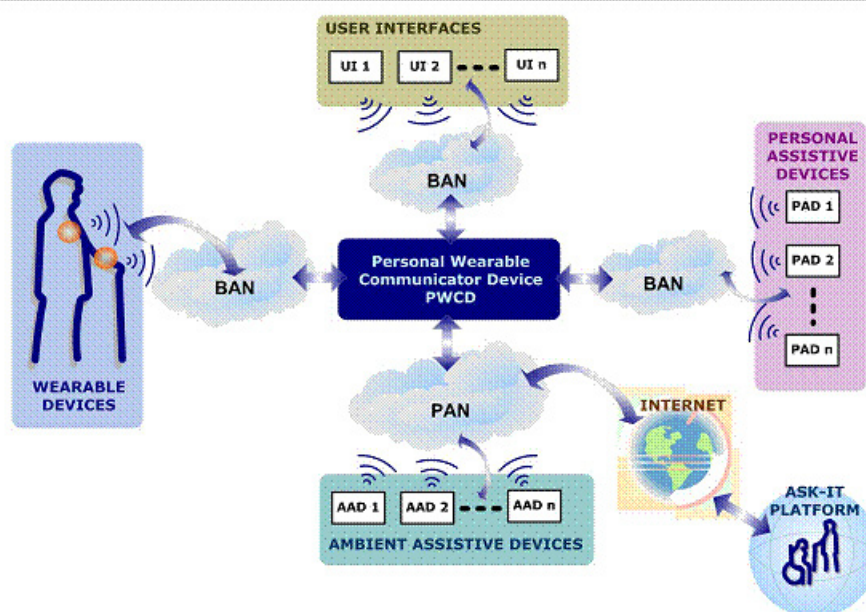 USER INTERFACES
UI 1
UI 2
UI n
BAN
PERSONAL
ASSISTIVE
DEVICES
PAD 1
PAD 2
PAD n
BAN
Personal Wearable
Communicator Device
PWCD
BAN
WEARABLE
DEVICES
PAN
INTERNET
AAD 1
AAD 2
AAD n
AMBIENT ASSISTIVE DEVICES
ASK-IT
PLATFORM